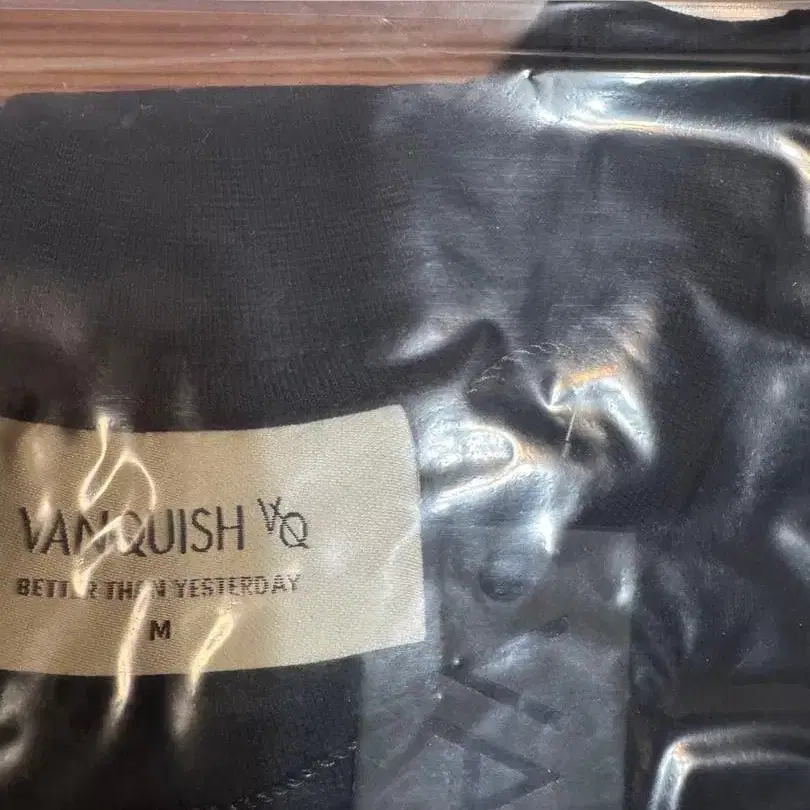 VANQUISH VQ
BETTER THAN YESTERDAY
M